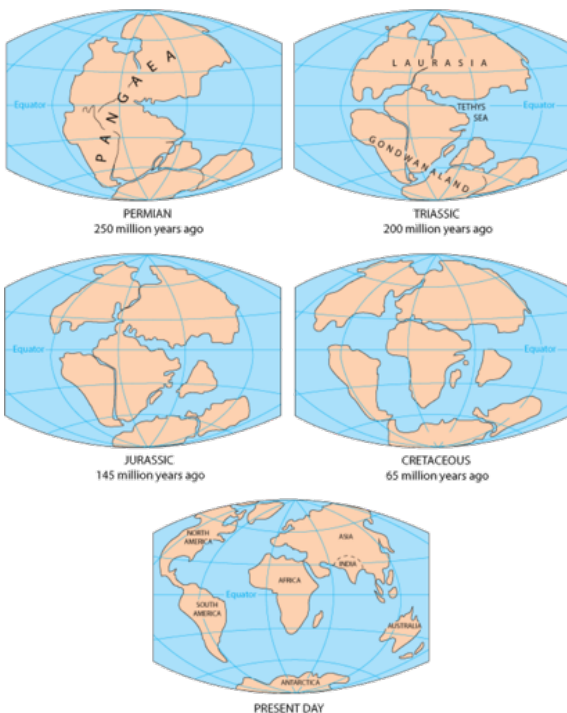 PANGAEA
Equator
PERMIAN
250 million years ago
LAURASIA
Equator
TETHYS
SEA
GONDWANALAND
TRIASSIC
200 million years ago
Equator
JURASSIC
145 million years ago
Equator
CRETACEOUS
65 million years ago
NORTH
AMERICA
ASIA
INDIA
AFRICA
Equator
SOUTH
AMERICA
AUSTRALIA
ANTARCTICA
PRESENT DAY